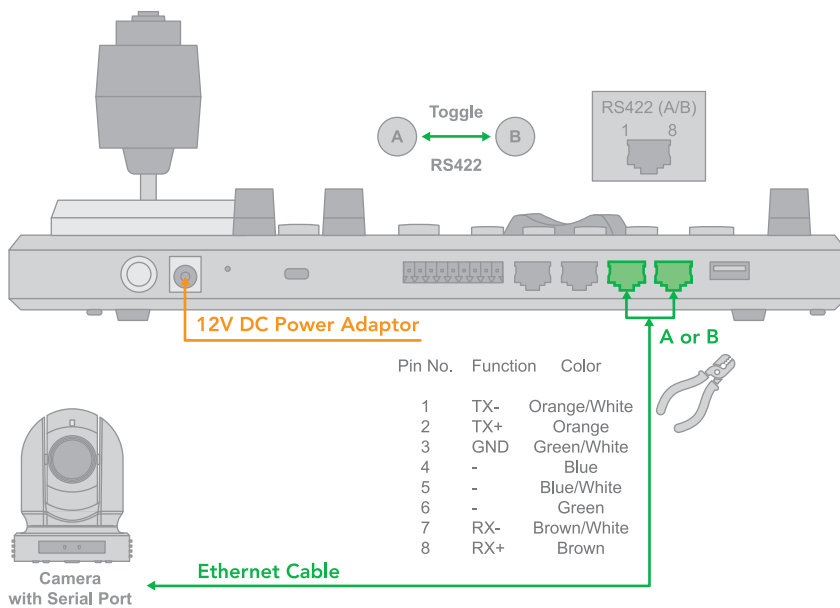 Toggle
A
B
RS422
RS422 (A/B)
1 8
12V DC Power Adaptor
A or B
Pin No. Function Color
1 TX- Orange/White
2 TX+ Orange
3 GND Green/White
4 - Blue
5 - Blue/White
6 - Green
7 RX- Brown/White
8 RX+ Brown
Ethernet Cable
Camera
with Serial Port